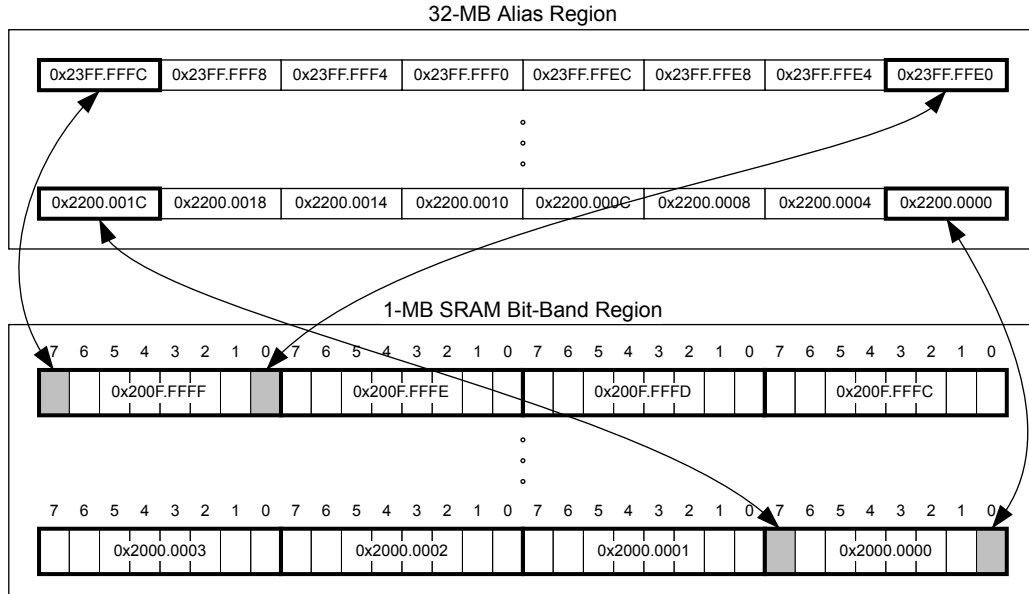 32-MB Alias Region
0x23FF.FFFC 0x23FF.FFF8 0x23FF.FFF4 0x23FF.FFF0 0x23FF.FFEC 0x23FF.FFE8 0x23FF.FFE4 0x23FF.FFE0
0x2200.001C 0x2200.0018 0x2200.0014 0x2200.0010 0x2200.000C 0x2200.0008 0x2200.0004 0x2200.0000
1-MB SRAM Bit-Band Region
7 6 5 4 3 2 1 0 7 6 5 4 3 2 1 0 7 6 5 4 3 2 1 0 7 6 5 4 3 2 1 0
0x200F.FFFF 0x200F.FFFE 0x200F.FFFD 0x200F.FFFC
7 6 5 4 3 2 1 0 7 6 5 4 3 2 1 0 7 6 5 4 3 2 1 0 7 6 5 4 3 2 1 0
0x2000.0003 0x2000.0002 0x2000.0001 0x2000.0000